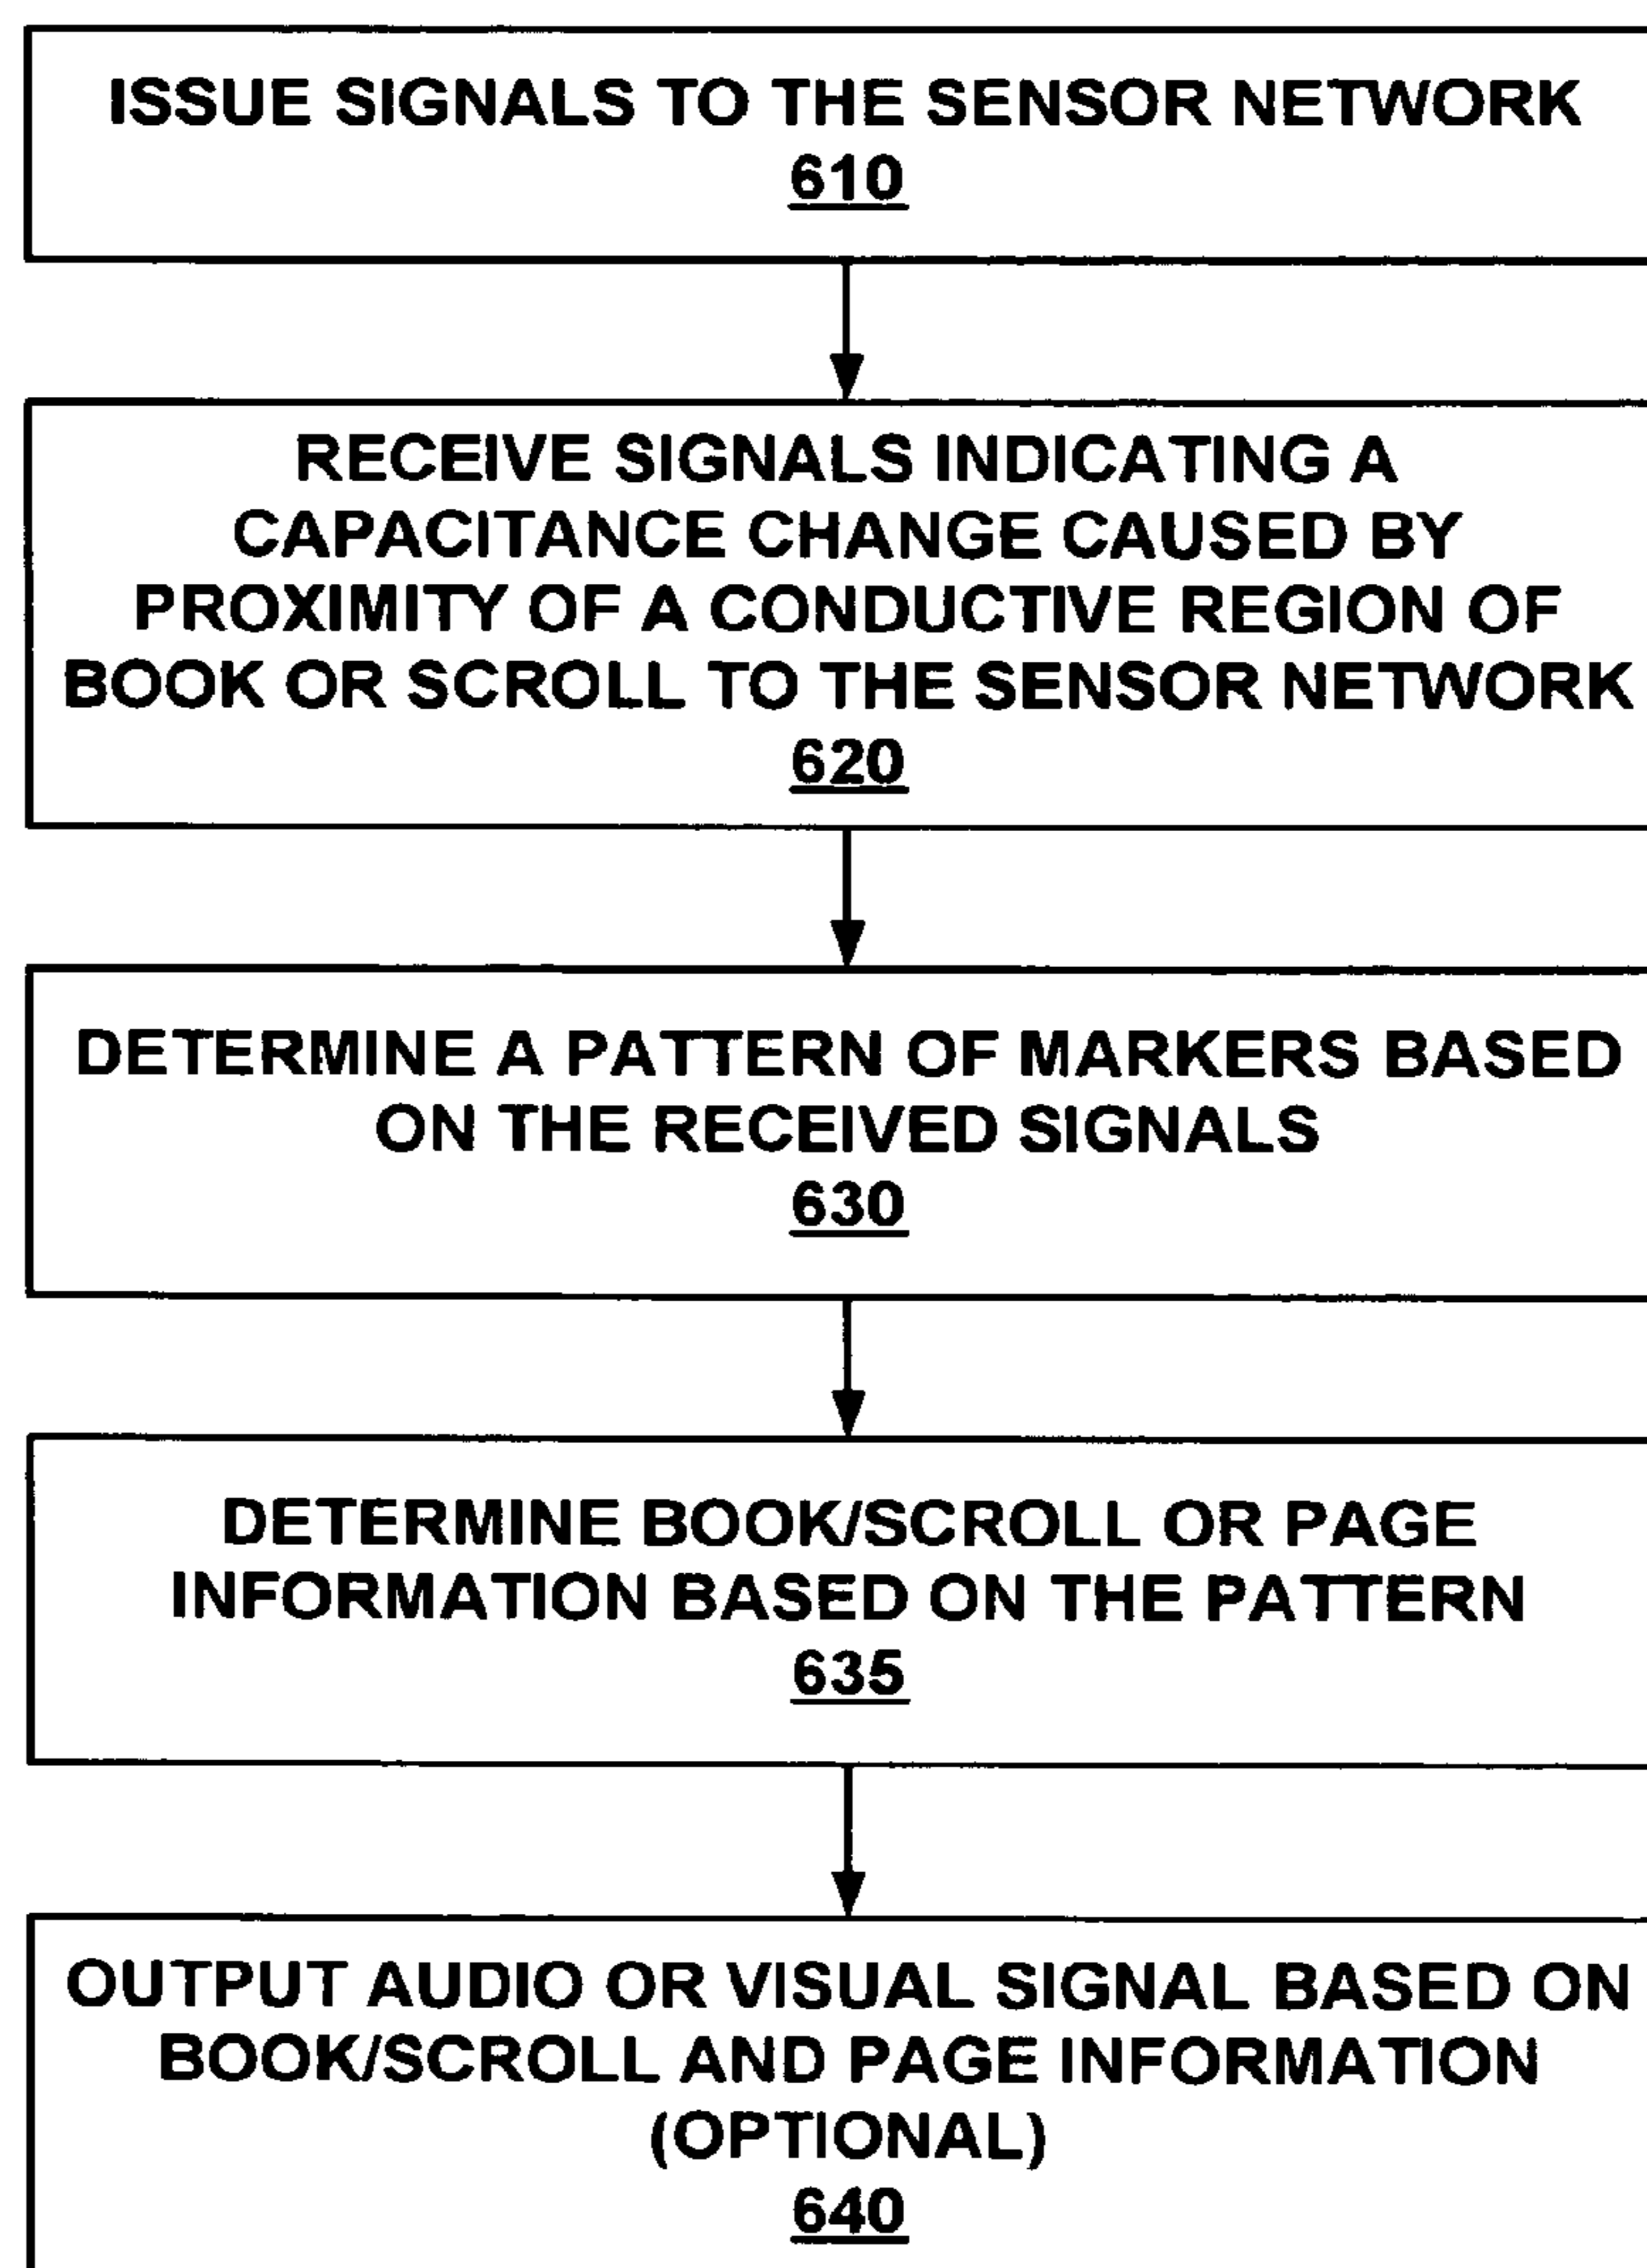 ISSUE SIGNALS TO THE SENSOR NETWORK
610
RECEIVE SIGNALS INDICATING A
CAPACITANCE CHANGE CAUSED BY
PROXIMITY OF A CONDUCTIVE REGION OF
BOOK OR SCROLL TO THE SENSOR NETWORK
620
DETERMINE A PATTERN OF MARKERS BASED
ON THE RECEIVED SIGNALS
630
DETERMINE BOOK/SCROLL OR PAGE
INFORMATION BASED ON THE PATTERN
635
OUTPUT AUDIO OR VISUAL SIGNAL BASED ON
BOOK/SCROLL AND PAGE INFORMATION
(OPTIONAL)
640